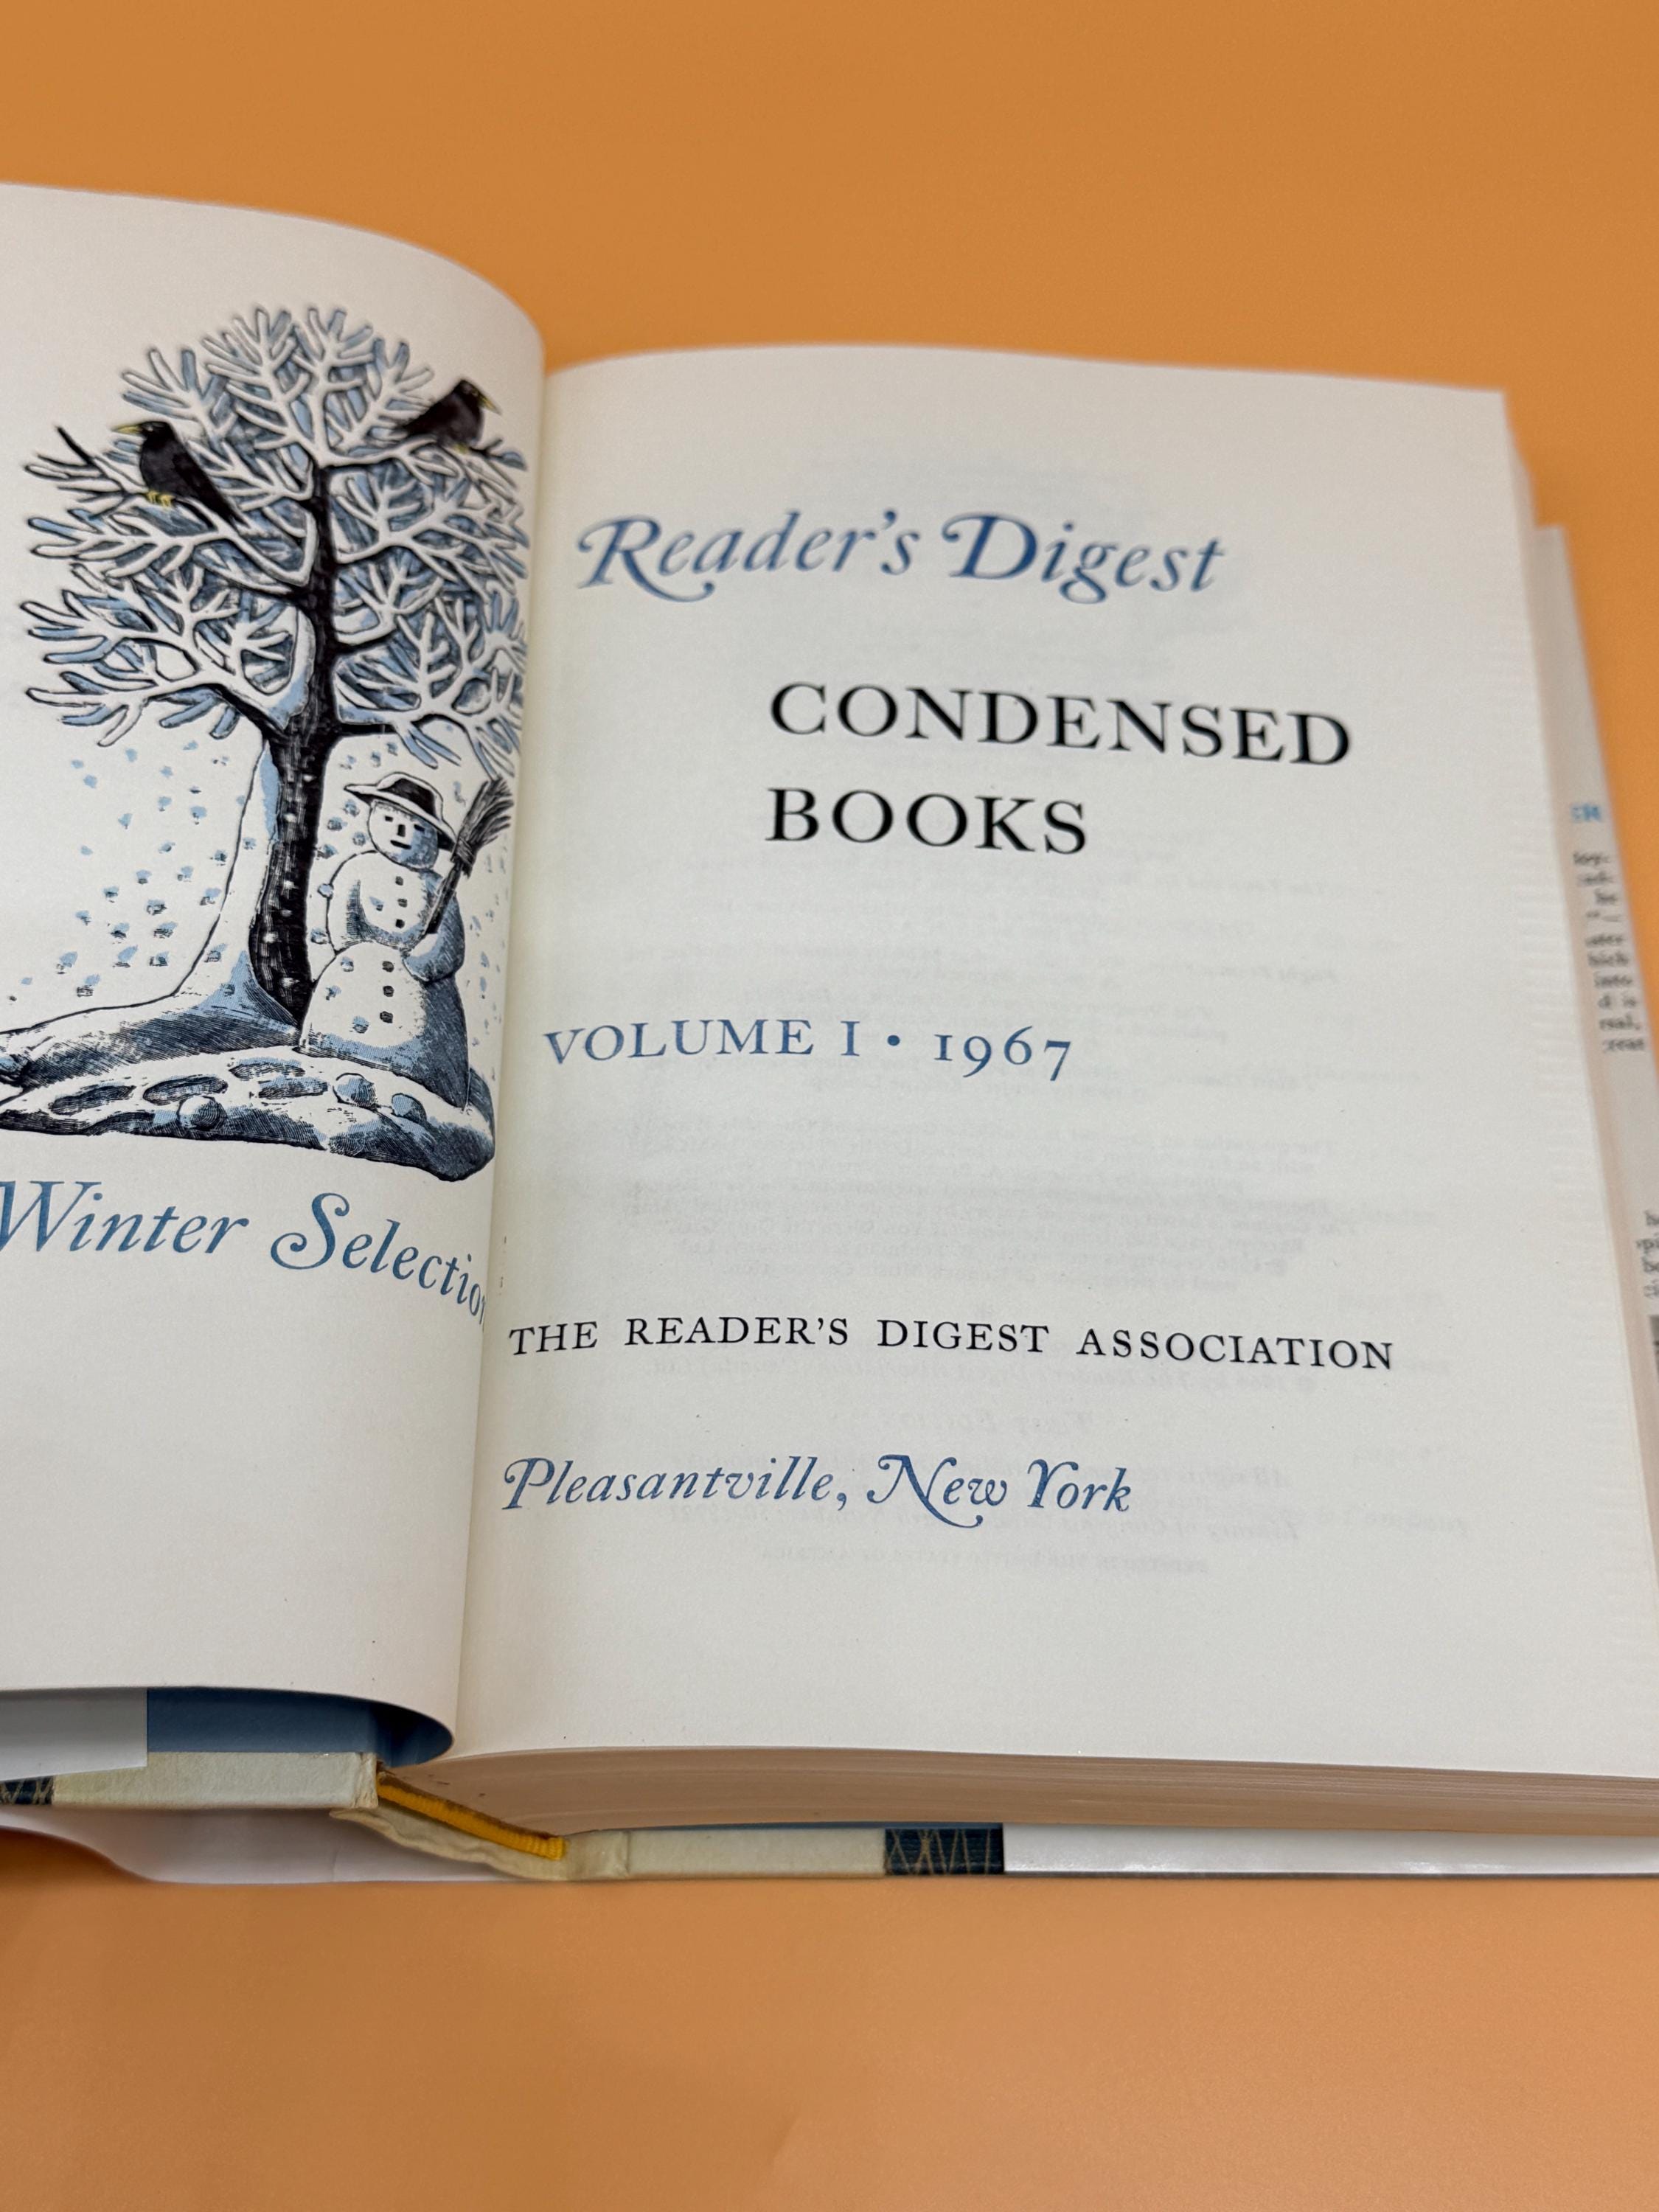 Winter Selection
Reader's Digest
CONDENSED
BOOKS
VOLUME I • 1967
THE READER'S DIGEST ASSOCIATION
Pleasantville, New York